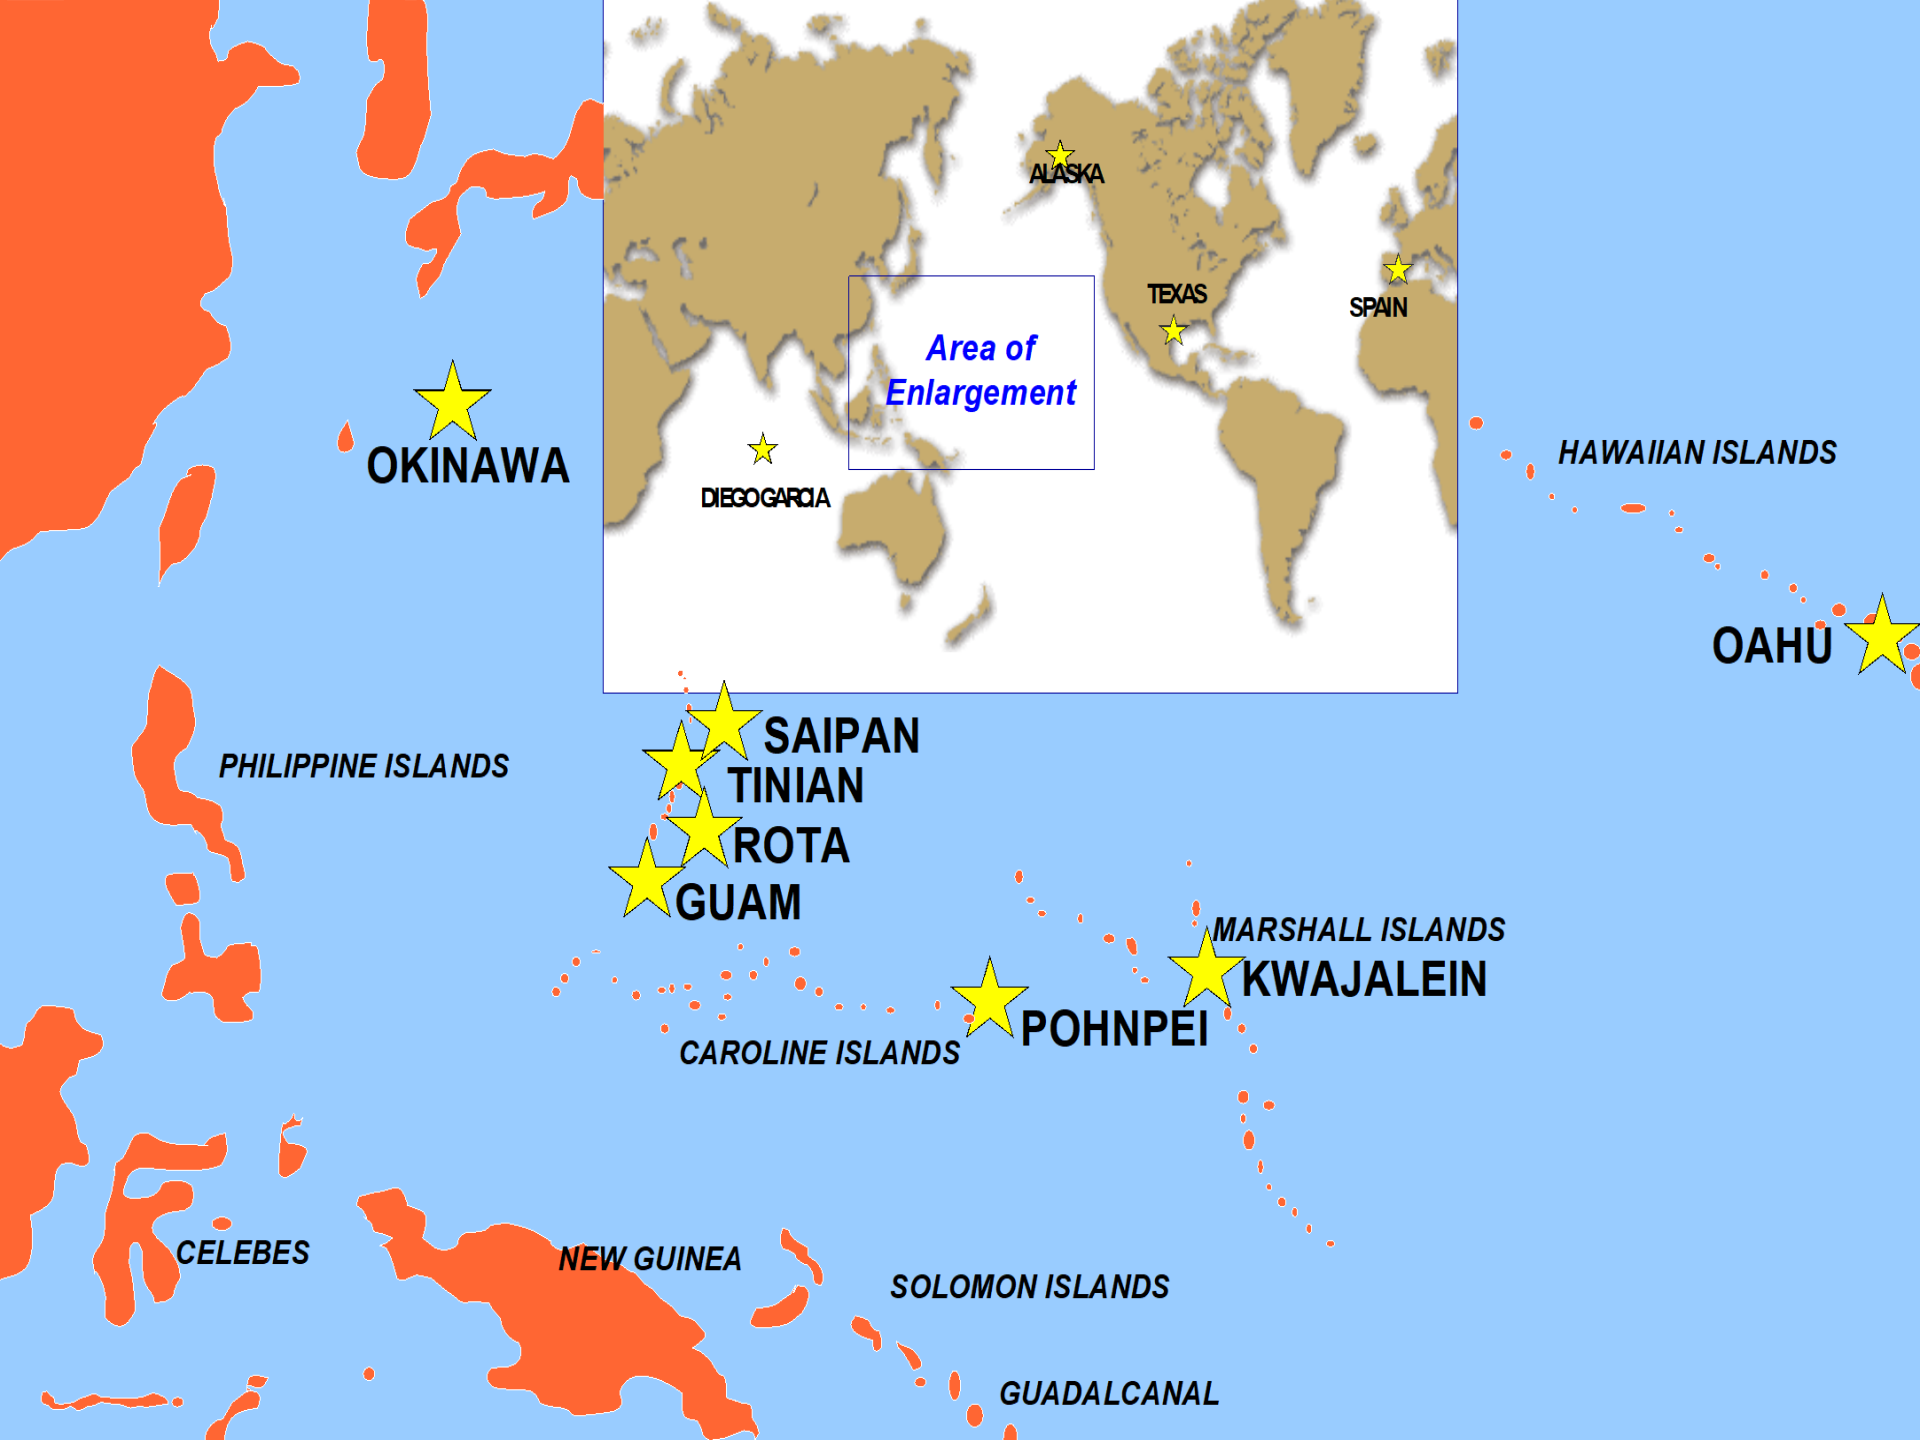 ALASKA
TEXAS
SPAIN
Area of
Enlargement
DIEGO GARCIA
OKINAWA
HAWAIIAN ISLANDS
OAHU
SAIPAN
PHILIPPINE ISLANDS
TINIAN
ROTA
GUAM
MARSHALL ISLANDS
KWAJALEIN
POHNPEI
CAROLINE ISLANDS
CELEBES
NEW GUINEA
SOLOMON ISLANDS
GUADALCANAL